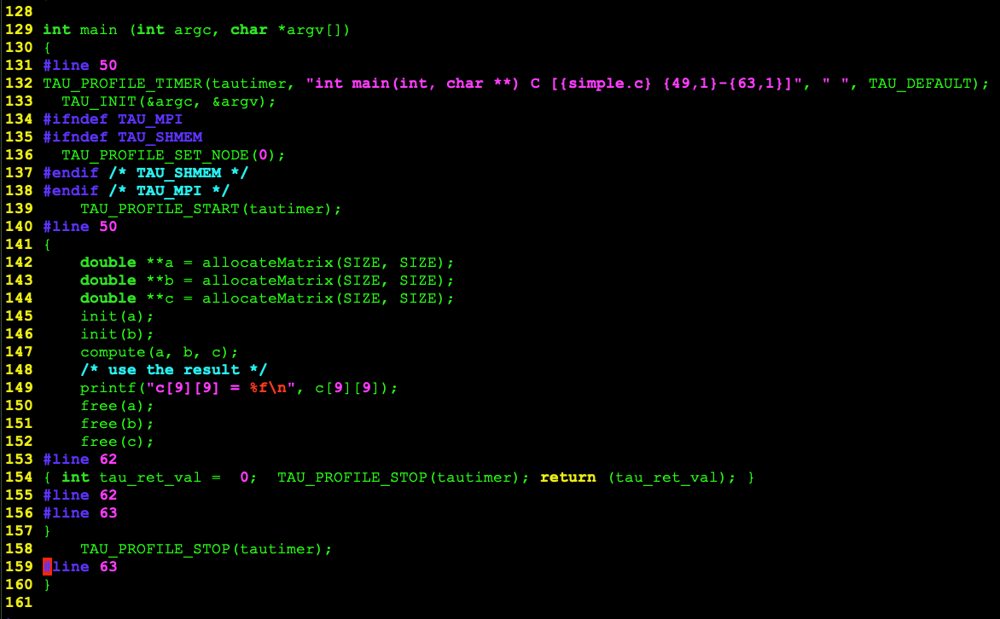 128
129 int main (int argc, char *argv[])
130 {
131 #line 50
132 TAU_PROFILE_TIMER(tautimer, "int main(int, char **) C [{simple.c} {49,1}-{63,1}]", " ", TAU_DEFAULT);
133   TAU_INIT(&argc, &argv);
134 #ifndef TAU_MPI
135 #ifndef TAU_SHMEM
136   TAU_PROFILE_SET_NODE(0);
137 #endif /* TAU_SHMEM */
138 #endif /* TAU_MPI */
139     TAU_PROFILE_START(tautimer);
140 #line 50
141 {
142     double **a = allocateMatrix(SIZE, SIZE);
143     double **b = allocateMatrix(SIZE, SIZE);
144     double **c = allocateMatrix(SIZE, SIZE);
145     init(a);
146     init(b);
147     compute(a, b, c);
148     /* use the result */
149     printf("c[9][9] = %f\n", c[9][9]);
150     free(a);
151     free(b);
152     free(c);
153 #line 62
154 { int tau_ret_val =  0;  TAU_PROFILE_STOP(tautimer); return (tau_ret_val); }
155 #line 62
156 #line 63
157 }
158     TAU_PROFILE_STOP(tautimer);
159 #line 63
160 }
161